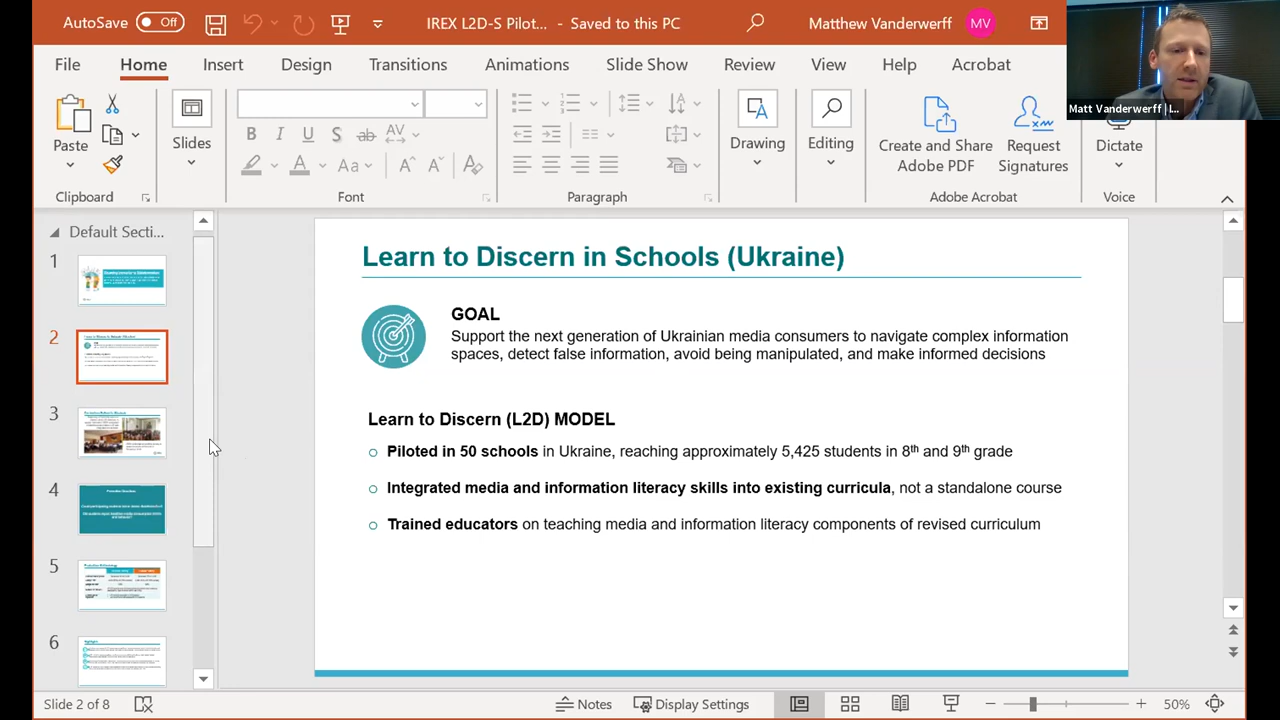 AutoSave Off
IREX L2D-S Pilot... - Saved to this PC
Matthew Vanderwerff MV
File Home Insert Design Transitions Animations Slide Show Review View Help Acrobat
Matt Vanderwerff | I...
Paste
Clipboard
Slides
B I U S ab AV
A Aa A A A
Font
Paragraph
Drawing
Editing
Create and Share
Adobe PDF
Request
Signatures
Adobe Acrobat
Dictate
Voice
Default Secti...
1
2
3
4
5
6
Learn to Discern in Schools (Ukraine)
GOAL
Support the next generation of Ukrainian media consumers to navigate complex information
spaces, detect false information, avoid being manipulated, and make informed decisions
Learn to Discern (L2D) MODEL
Piloted in 50 schools in Ukraine, reaching approximately 5,425 students in 8th and 9th grade
Integrated media and information literacy skills into existing curricula, not a standalone course
Trained educators on teaching media and information literacy components of revised curriculum
Slide 2 of 8
Notes
Display Settings
50%